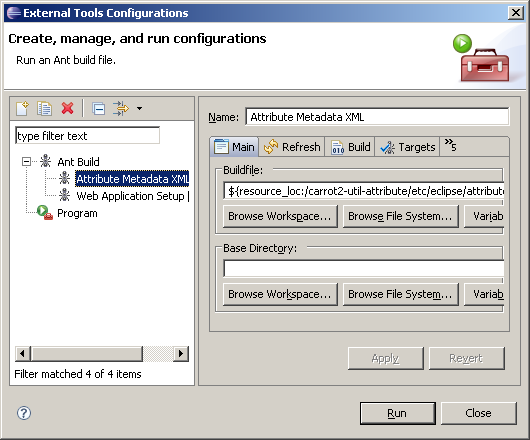 External Tools Configurations
Create, manage, and run configurations
Run an Ant build file.
type filter text
Ant Build
Attribute Metadata XML
Web Application Setup
Program
Filter matched 4 of 4 items
Name: Attribute Metadata XML
Main Refresh Build Targets »5
Buildfile:
${resource_loc:/carrot2-util-attribute/etc/eclipse/attribute
Browse Workspace... Browse File System... Variab
Base Directory:
Browse Workspace... Browse File System... Variab
Apply Revert
? Run Close